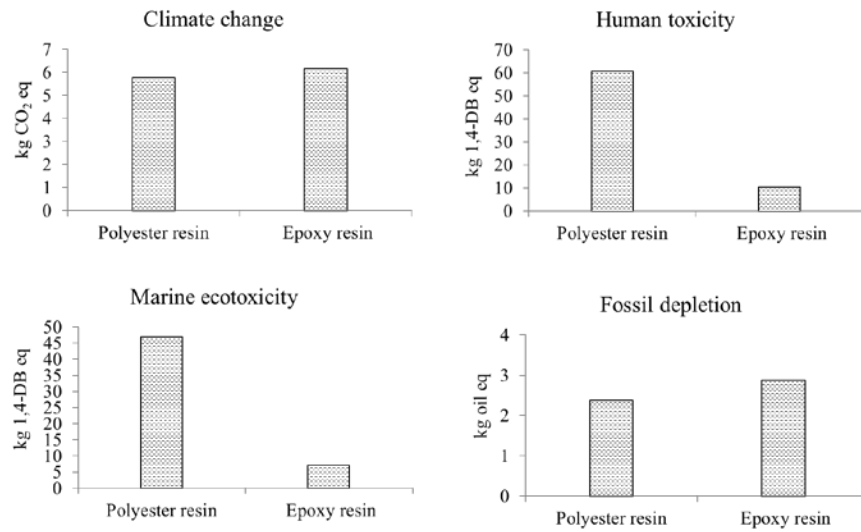 Climate change
kg CO₂ eq
7
6
5
4
3
2
1
0
Polyester resin Epoxy resin
Human toxicity
kg 1,4-DB eq
70
60
50
40
30
20
10
0
Polyester resin Epoxy resin
Marine ecotoxicity
kg 1,4-DB eq
50
45
40
35
30
25
20
15
10
5
0
Polyester resin Epoxy resin
Fossil depletion
kg oil eq
4
3
2
1
0
Polyester resin Epoxy resin